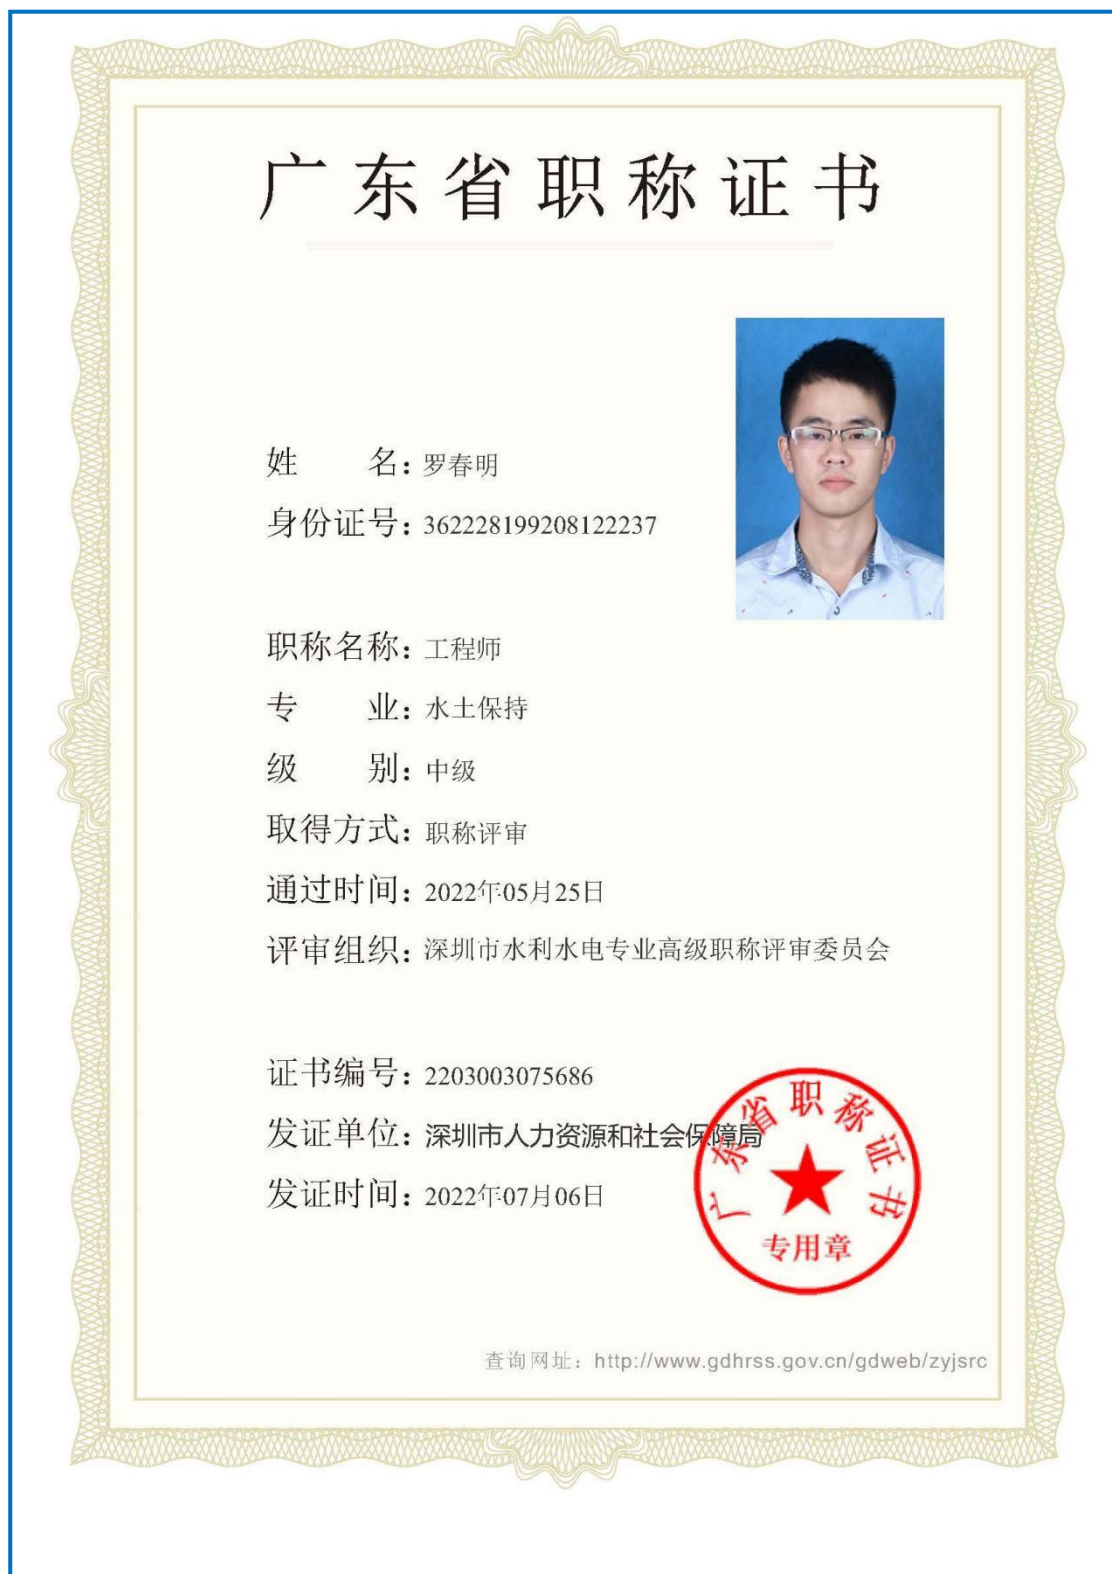 广东省职称证书
姓 名：罗春明
身份证号：362228199208122237
职称名称：工程师
专 业：水土保持
级 别：中级
取得方式：职称评审
通过时间：2022年05月25日
评审组织：深圳市水利水电专业高级职称评审委员会
证书编号：2203003075686
发证单位：深圳市人力资源和社会保障局
发证时间：2022年07月06日
广东省职称证书
专用章
查询网址：http://www.gdhrss.gov.cn/gdweb/zyjsrc